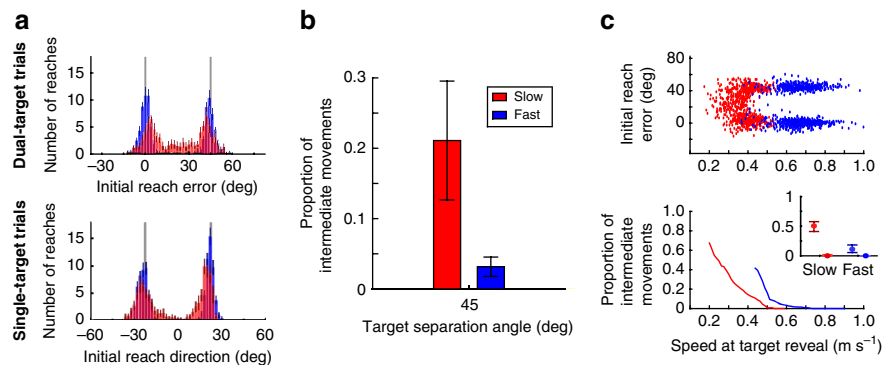 a
Dual-target trials
Number of reaches
15
10
5
0
−30
0
30
60
Initial reach error (deg)
Single-target trials
Number of reaches
15
10
5
0
−60
−30
0
30
60
Initial reach direction (deg)
b
Proportion of
intermediate movements
0.3
0.2
0.1
0
Slow
Fast
45
Target separation angle (deg)
c
Initial reach
error (deg)
80
40
0
0.2
0.4
0.6
0.8
1.0
Proportion of
intermediate
movements
1.0
0.8
0.6
0.4
0.2
0
1
0.5
0
Slow
Fast
0.2
0.4
0.6
0.8
1.0
Speed at target reveal (m s⁻¹)